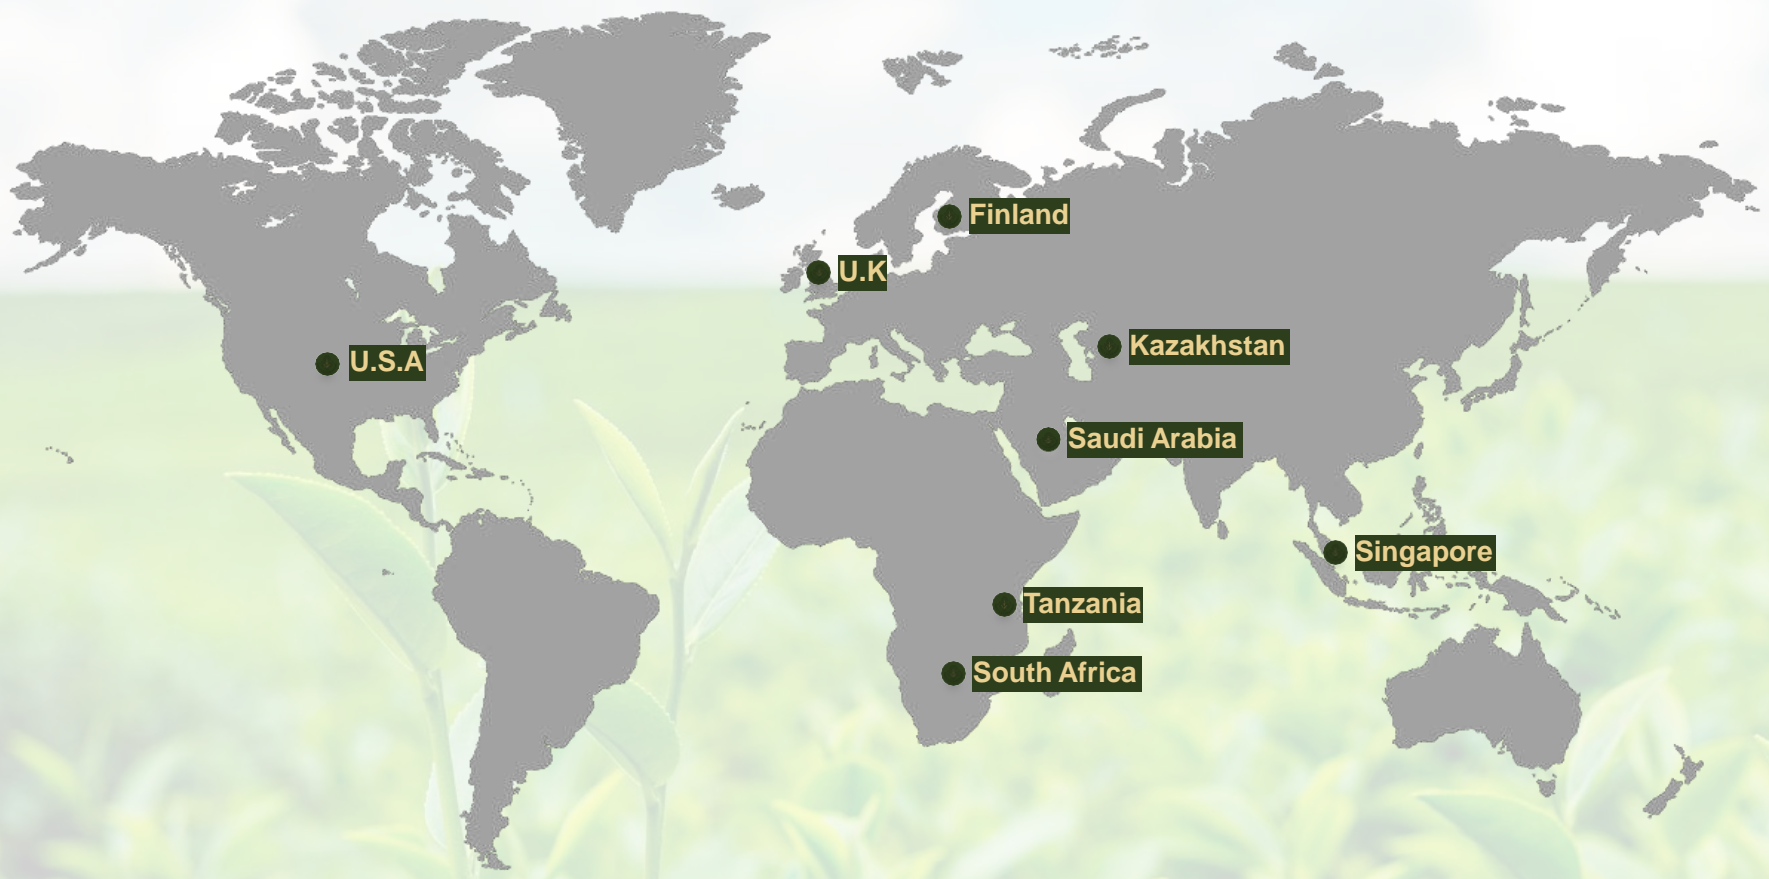 Finland
U.K
Kazakhstan
U.S.A
Saudi Arabia
Singapore
Tanzania
South Africa